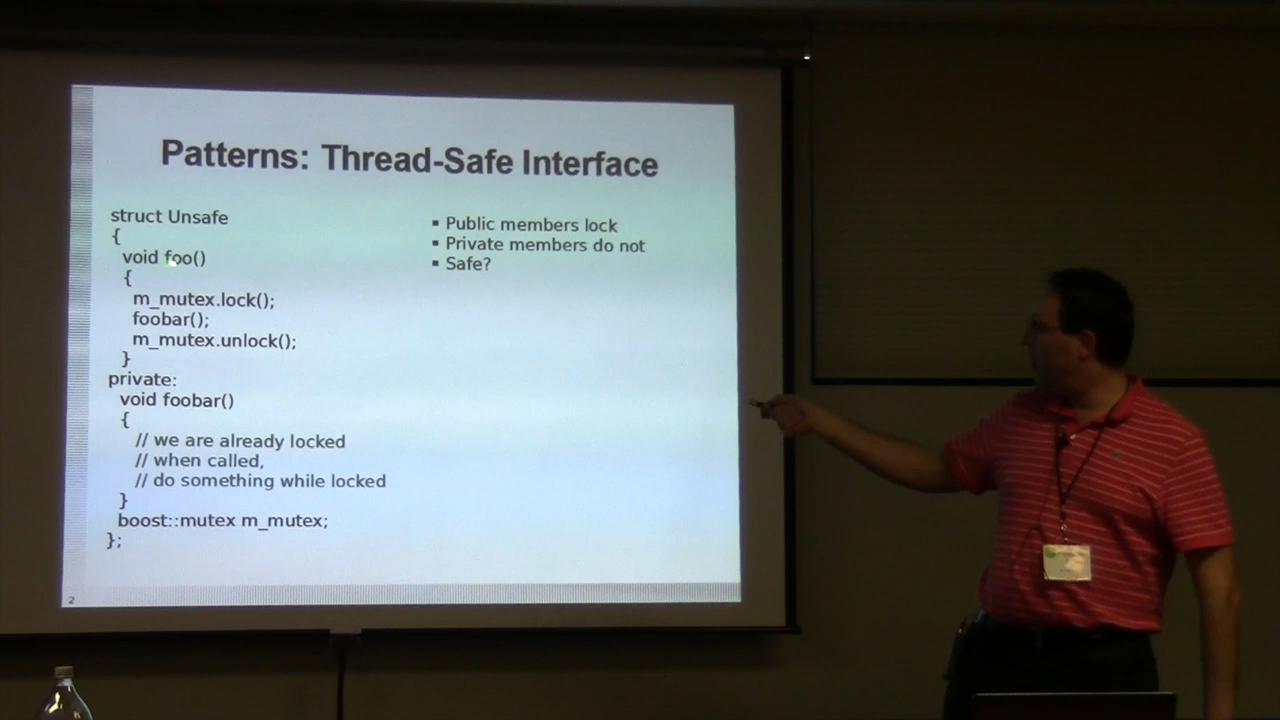 Patterns: Thread-Safe Interface
struct Unsafe
{
void foo()
{
m_mutex.lock();
foobar();
m_mutex.unlock();
}
private:
void foobar()
{
// we are already locked
// when called,
// do something while locked
}
boost::mutex m_mutex;
};
▪ Public members lock
▪ Private members do not
▪ Safe?
2